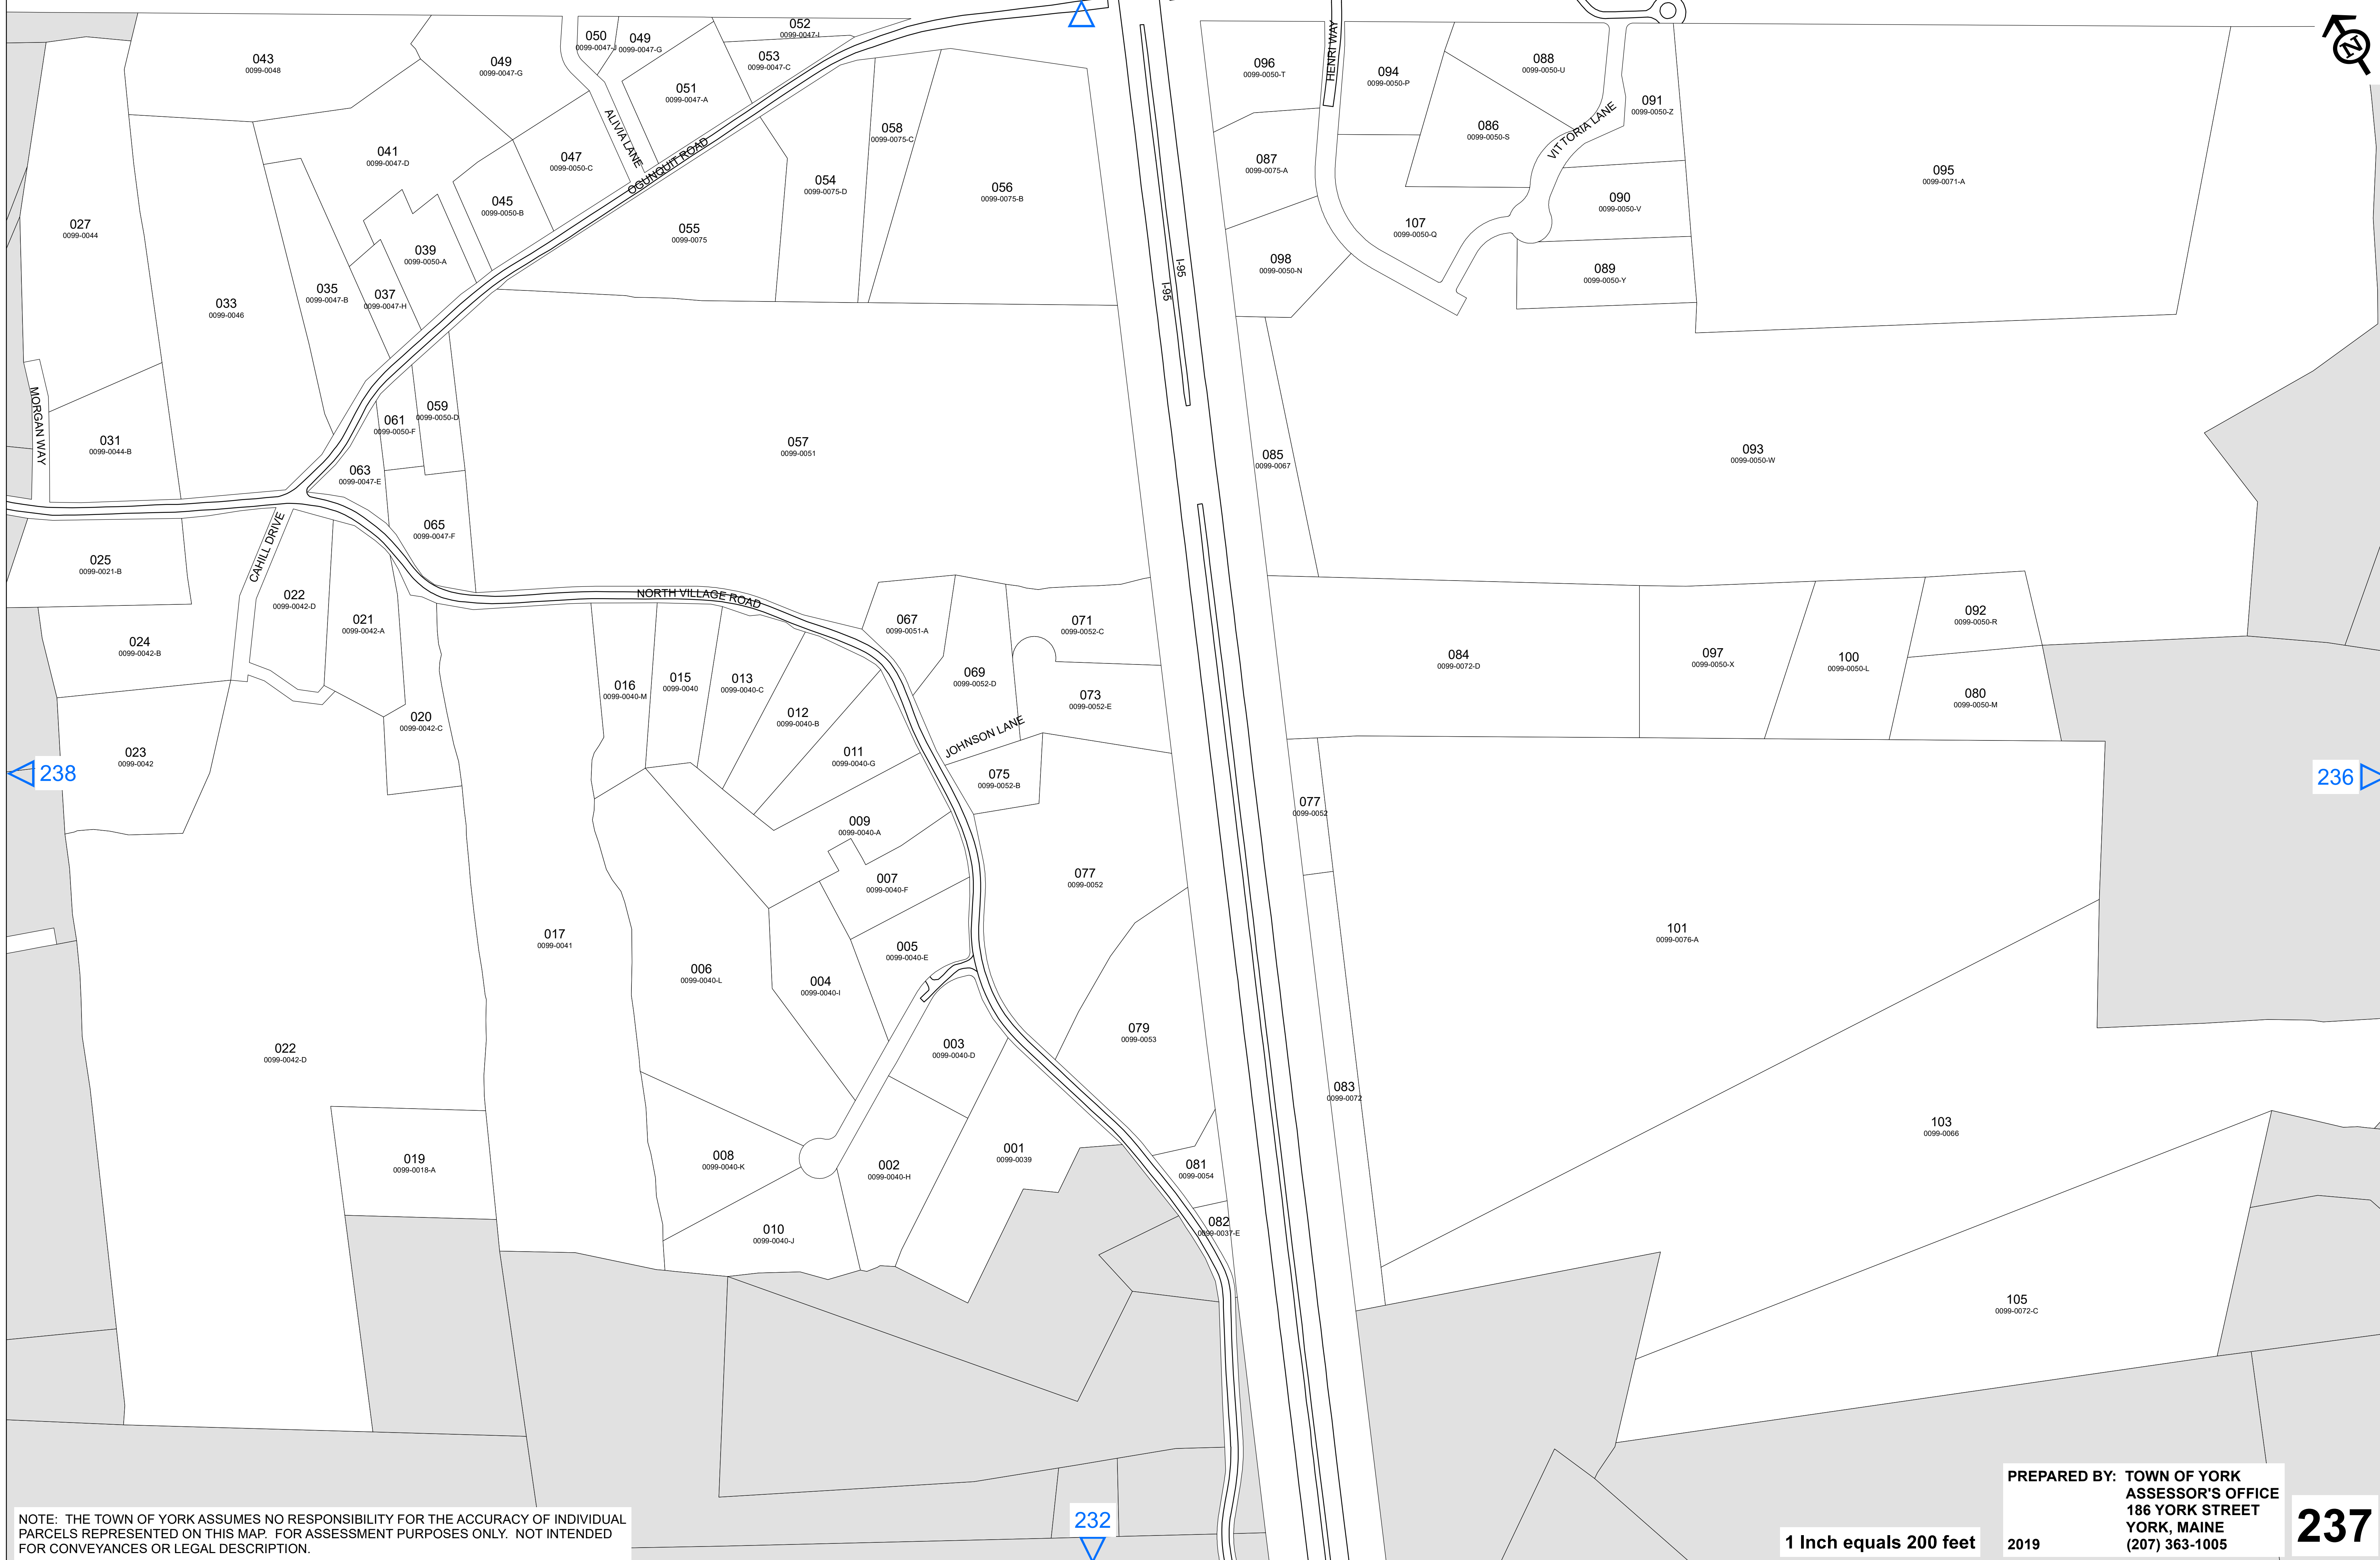 052
0099-0047-I
050
0099-0047-J
049
0099-0047-G
043
0099-0048
049
0099-0047-G
053
0099-0047-C
051
0099-0047-A
ALIVIA LANE
OGUNQUIT ROAD
058
0099-0075-C
041
0099-0047-D
047
0099-0050-C
045
0099-0050-B
054
0099-0075-D
056
0099-0075-B
027
0099-0044
055
0099-0075
039
0099-0050-A
035
0099-0047-B
037
0099-0047-H
033
0099-0046
I-95
I-95
HENRI WAY
096
0099-0050-T
094
0099-0050-P
088
0099-0050-U
091
0099-0050-Z
086
0099-0050-S
VITTORIA LANE
087
0099-0075-A
095
0099-0071-A
090
0099-0050-V
107
0099-0050-Q
098
0099-0050-N
089
0099-0050-Y
N
MORGAN WAY
031
0099-0044-B
061
0099-0050-F
059
0099-0050-D
063
0099-0047-E
065
0099-0047-F
057
0099-0051
085
0099-0067
093
0099-0050-W
025
0099-0021-B
CAHILL DRIVE
022
0099-0042-D
021
0099-0042-A
024
0099-0042-B
NORTH VILLAGE ROAD
067
0099-0051-A
071
0099-0052-C
069
0099-0052-D
073
0099-0052-E
016
0099-0040-M
015
0099-0040
013
0099-0040-C
012
0099-0040-B
011
0099-0040-G
JOHNSON LANE
075
0099-0052-B
020
0099-0042-C
023
0099-0042
238
084
0099-0072-D
097
0099-0050-X
100
0099-0050-L
092
0099-0050-R
080
0099-0050-M
236
077
0099-0052
009
0099-0040-A
007
0099-0040-F
077
0099-0052
005
0099-0040-E
017
0099-0041
006
0099-0040-L
004
0099-0040-I
101
0099-0076-A
079
0099-0053
003
0099-0040-D
022
0099-0042-D
083
0099-0072
103
0099-0066
019
0099-0018-A
008
0099-0040-K
002
0099-0040-H
001
0099-0039
081
0099-0054
082
0099-0037-E
010
0099-0040-J
105
0099-0072-C
232
NOTE: THE TOWN OF YORK ASSUMES NO RESPONSIBILITY FOR THE ACCURACY OF INDIVIDUAL
PARCELS REPRESENTED ON THIS MAP. FOR ASSESSMENT PURPOSES ONLY. NOT INTENDED
FOR CONVEYANCES OR LEGAL DESCRIPTION.
1 Inch equals 200 feet
PREPARED BY: TOWN OF YORK
ASSESSOR'S OFFICE
186 YORK STREET
YORK, MAINE
2019 (207) 363-1005
237